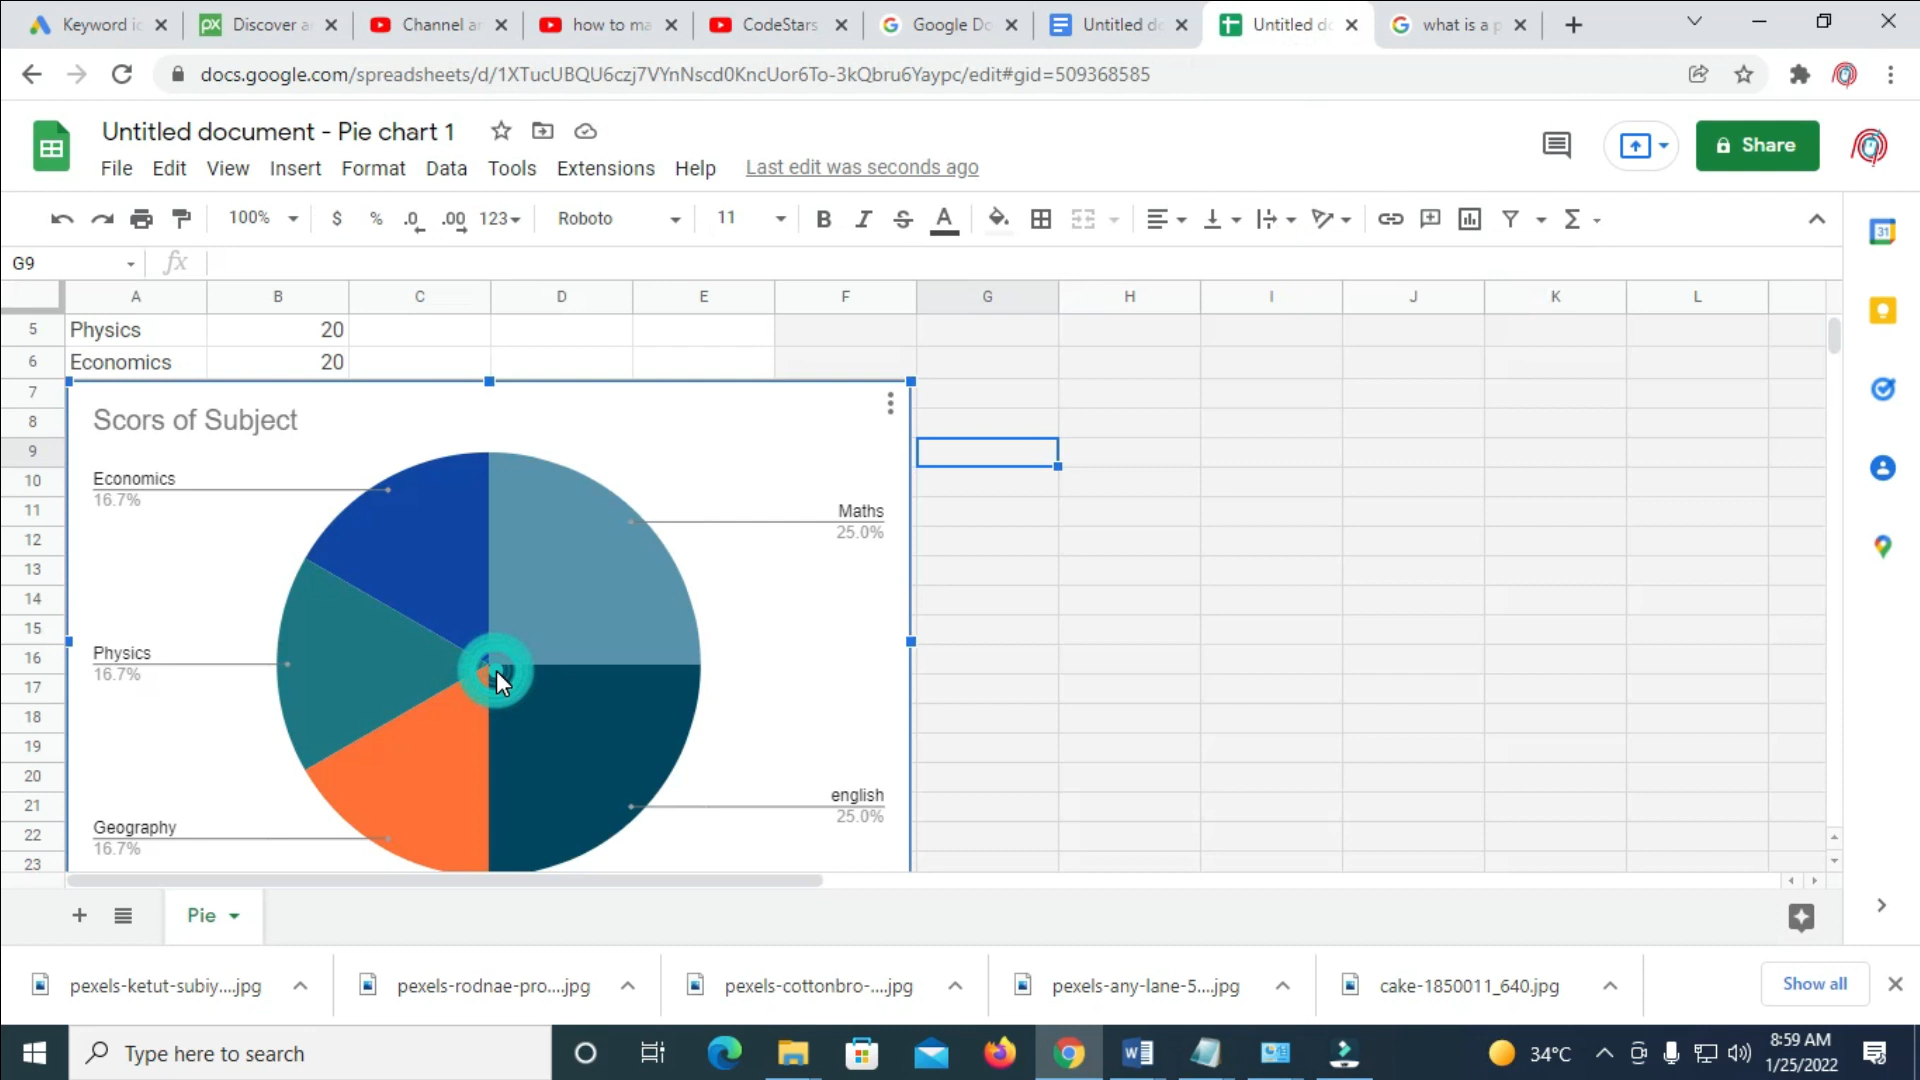 Keyword ic
Discover a
Channel a
how to ma
CodeStars
Google Do
Untitled do
Untitled do
what is a p
docs.google.com/spreadsheets/d/1XTucUBQU6czj7VYnNscd0KncUor6To-3kQbru6Yaypc/edit#gid=509368585
Untitled document - Pie chart 1
File Edit View Insert Format Data Tools Extensions Help Last edit was seconds ago
Share
100% $ % .0 .00 123 Roboto 11 B I S A
G9 fx
A B C D E F G H I J K L
5 Physics 20
6 Economics 20
7
8
9
10
11
12
13
14
15
16
17
18
19
20
21
22
23
Scors of Subject
Economics
16.7%
Maths
25.0%
Physics
16.7%
english
25.0%
Geography
16.7%
Pie
pexels-ketut-subiy....jpg
pexels-rodnae-pro....jpg
pexels-cottonbro-....jpg
pexels-any-lane-5....jpg
cake-1850011_640.jpg
Show all
Type here to search
34°C
8:59 AM
1/25/2022